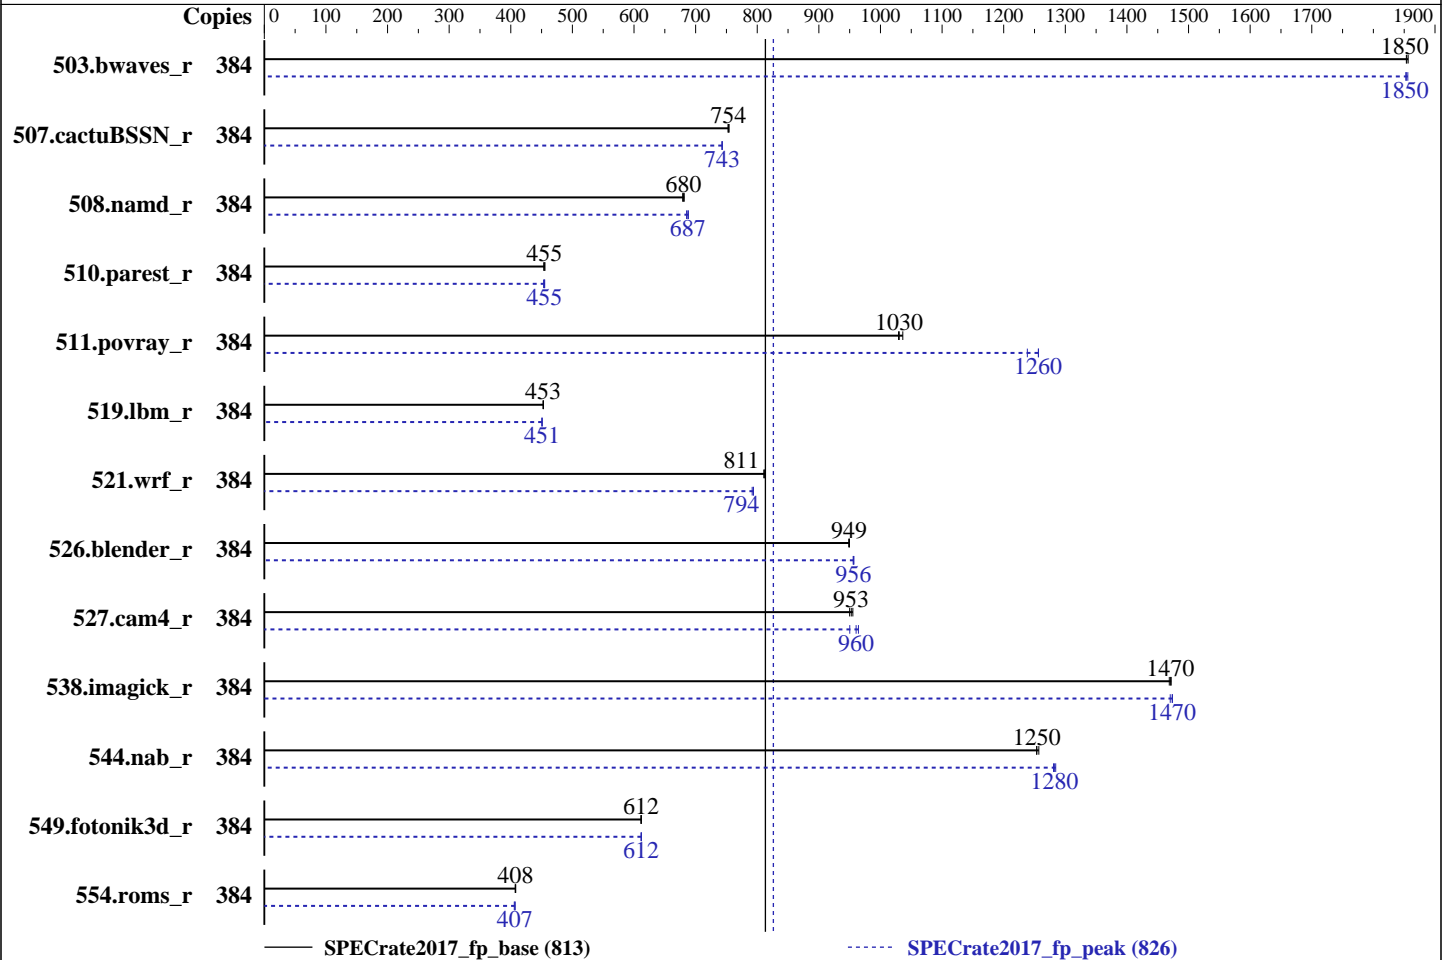 Copies 0 100 200 300 400 500 600 700 800 900 1000 1100 1200 1300 1400 1500 1600 1700 1900
503.bwaves_r 384 1850
1850
507.cactuBSSN_r 384 754
743
508.namd_r 384 680
687
510.parest_r 384 455
455
511.povray_r 384 1030
1260
519.lbm_r 384 453
451
521.wrf_r 384 811
794
526.blender_r 384 949
956
527.cam4_r 384 953
960
538.imagick_r 384 1470
1470
544.nab_r 384 1250
1280
549.fotonik3d_r 384 612
612
554.roms_r 384 408
407
SPECrate2017_fp_base (813) SPECrate2017_fp_peak (826)